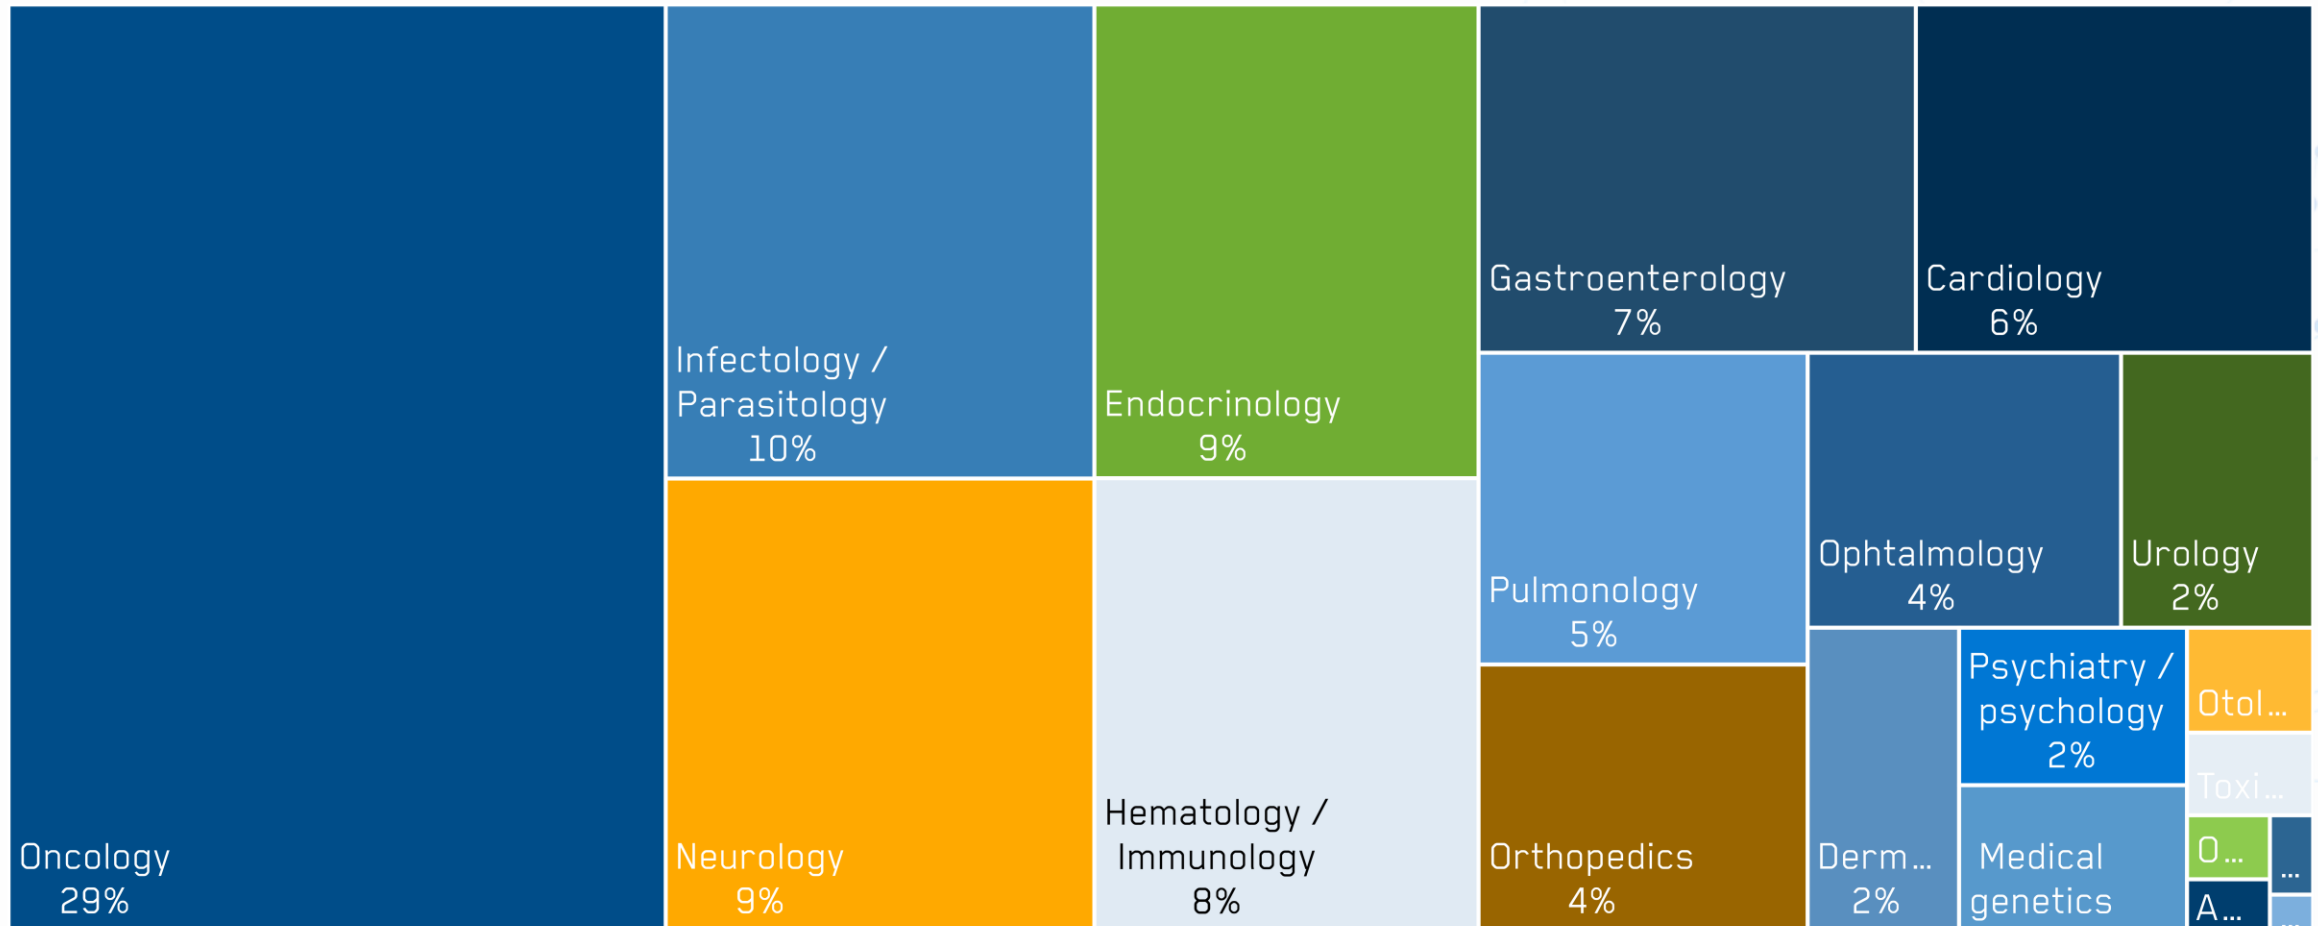 Oncology
29%
Infectology /
Parasitology
10%
Neurology
9%
Endocrinology
9%
Hematology /
Immunology
8%
Gastroenterology
7%
Cardiology
6%
Pulmonology
5%
Orthopedics
4%
Ophtalmology
4%
Urology
2%
Derm...
2%
Psychiatry /
psychology
2%
Medical
genetics
Otol...
Toxi...
O...
A...
...
...